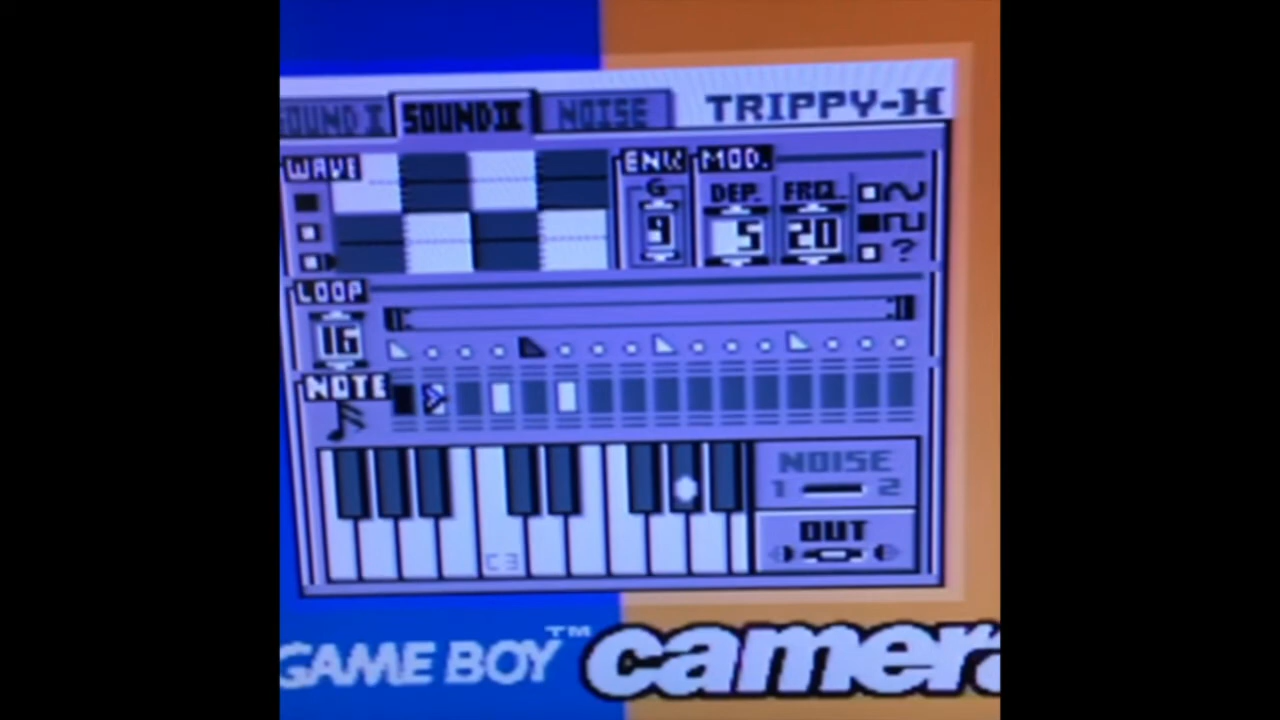 SOUND I SOUND II NOISE TRIPPY-H
WAVE ENV. MOD.
G DEP. FRQ.
9 5 20
?
LOOP
16
NOTE
NOISE
1 2
C3
OUT
GAME BOY™ camera